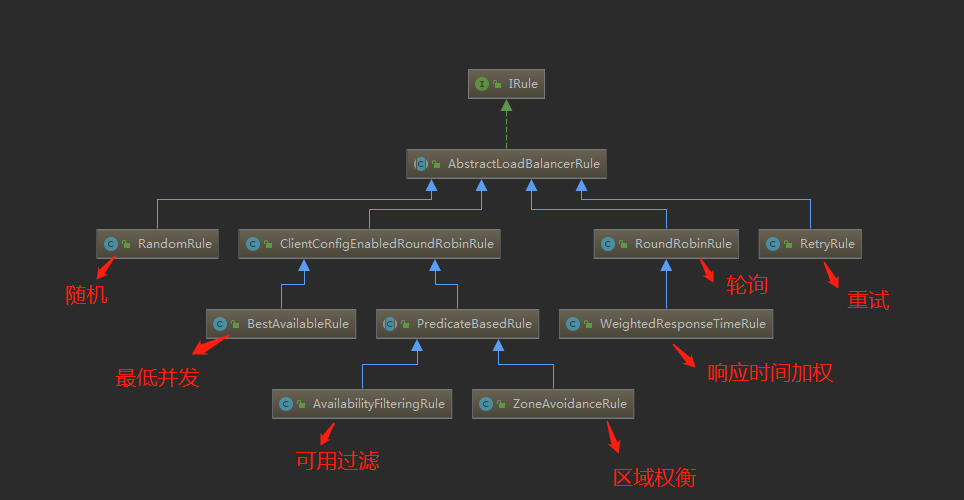 IRule
AbstractLoadBalancerRule
RandomRule
ClientConfigEnabledRoundRobinRule
RoundRobinRule
RetryRule
随机
轮询
重试
BestAvailableRule
PredicateBasedRule
WeightedResponseTimeRule
最低并发
响应时间加权
AvailabilityFilteringRule
ZoneAvoidanceRule
可用过滤
区域权衡